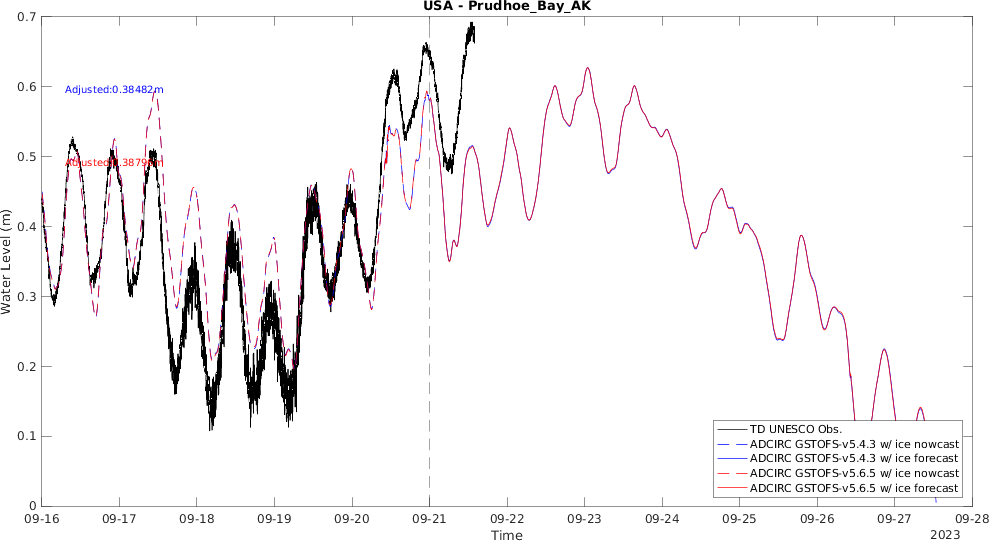 USA - Prudhoe_Bay_AK
0.7
0.6
0.5
0.4
0.3
0.2
0.1
0
Water Level (m)
Adjusted:0.38482m
TD UNESCO Obs.
ADCIRC GSTOFS-v5.4.3 w/ ice nowcast
ADCIRC GSTOFS-v5.4.3 w/ ice forecast
ADCIRC GSTOFS-v5.6.5 w/ ice nowcast
ADCIRC GSTOFS-v5.6.5 w/ ice forecast
09-16 09-17 09-18 09-19 09-20 09-21 09-22 09-23 09-24 09-25 09-26 09-27 09-28
Time
2023